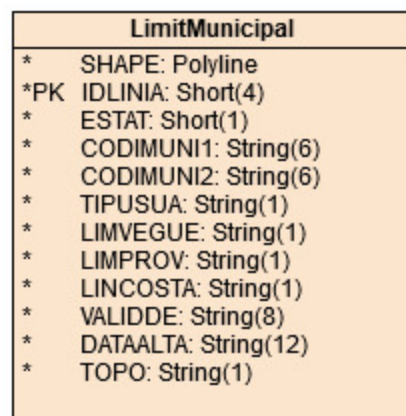 LimitMunicipal
* SHAPE: Polyline
*PK IDLINIA: Short(4)
* ESTAT: Short(1)
* CODIMUNI1: String(6)
* CODIMUNI2: String(6)
* TIPUSUA: String(1)
* LIMVEGUE: String(1)
* LIMPROV: String(1)
* LINCOSTA: String(1)
* VALIDDE: String(8)
* DATAALTA: String(12)
* TOPO: String(1)